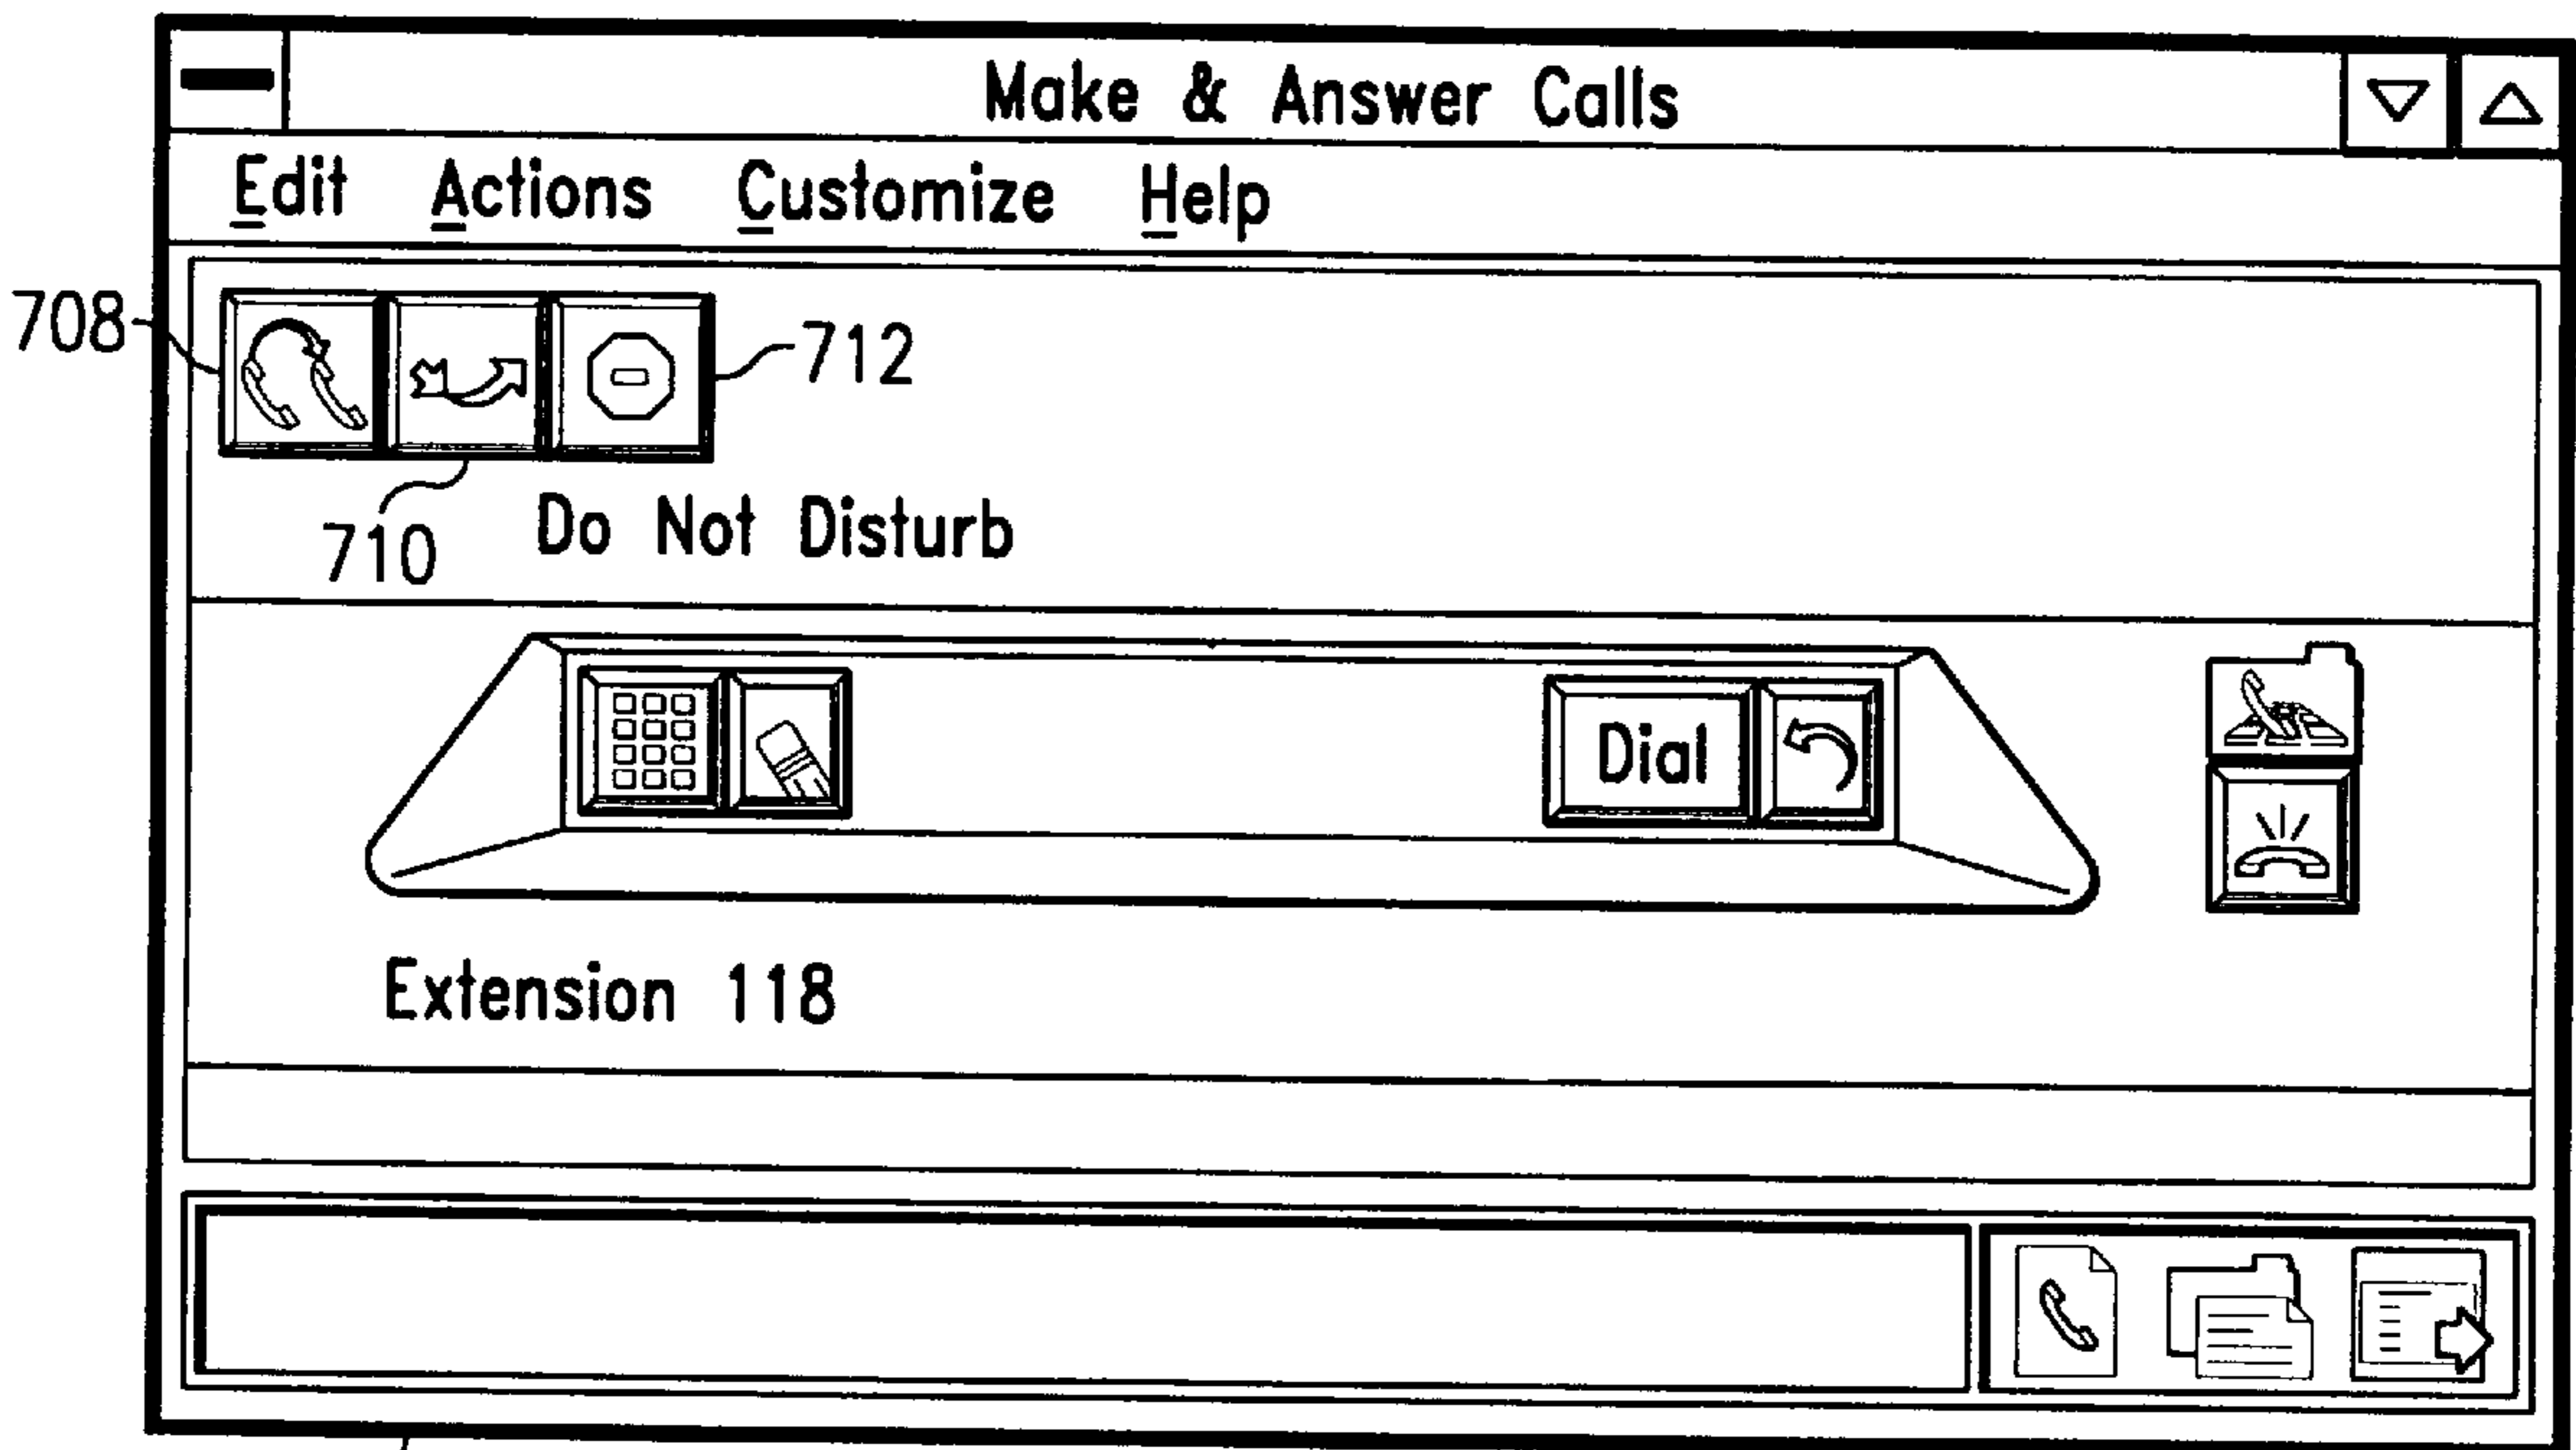 Make & Answer Calls
Edit Actions Customize Help
708
712
710
Do Not Disturb
Dial
Extension 118